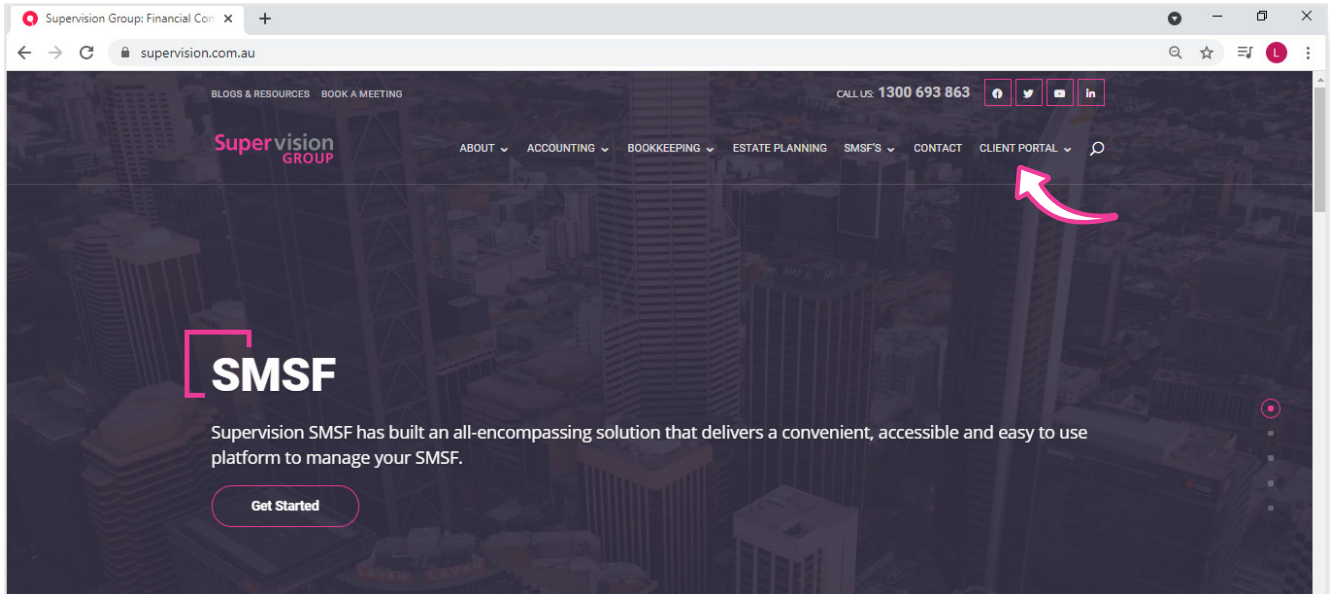 Supervision Group: Financial Con
supervision.com.au
L
BLOGS & RESOURCES BOOK A MEETING
CALL US: 1300 693 863
in
Supervision
GROUP
ABOUT ACCOUNTING BOOKKEEPING ESTATE PLANNING SMSF'S CONTACT CLIENT PORTAL
SMSF
Supervision SMSF has built an all-encompassing solution that delivers a convenient, accessible and easy to use
platform to manage your SMSF.
Get Started